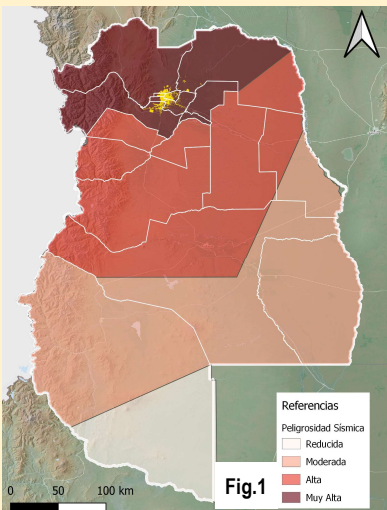 Referencias
Peligrosidad Sísmica
Reducida
Moderada
Alta
Muy Alta
Fig.1
0 50 100 km